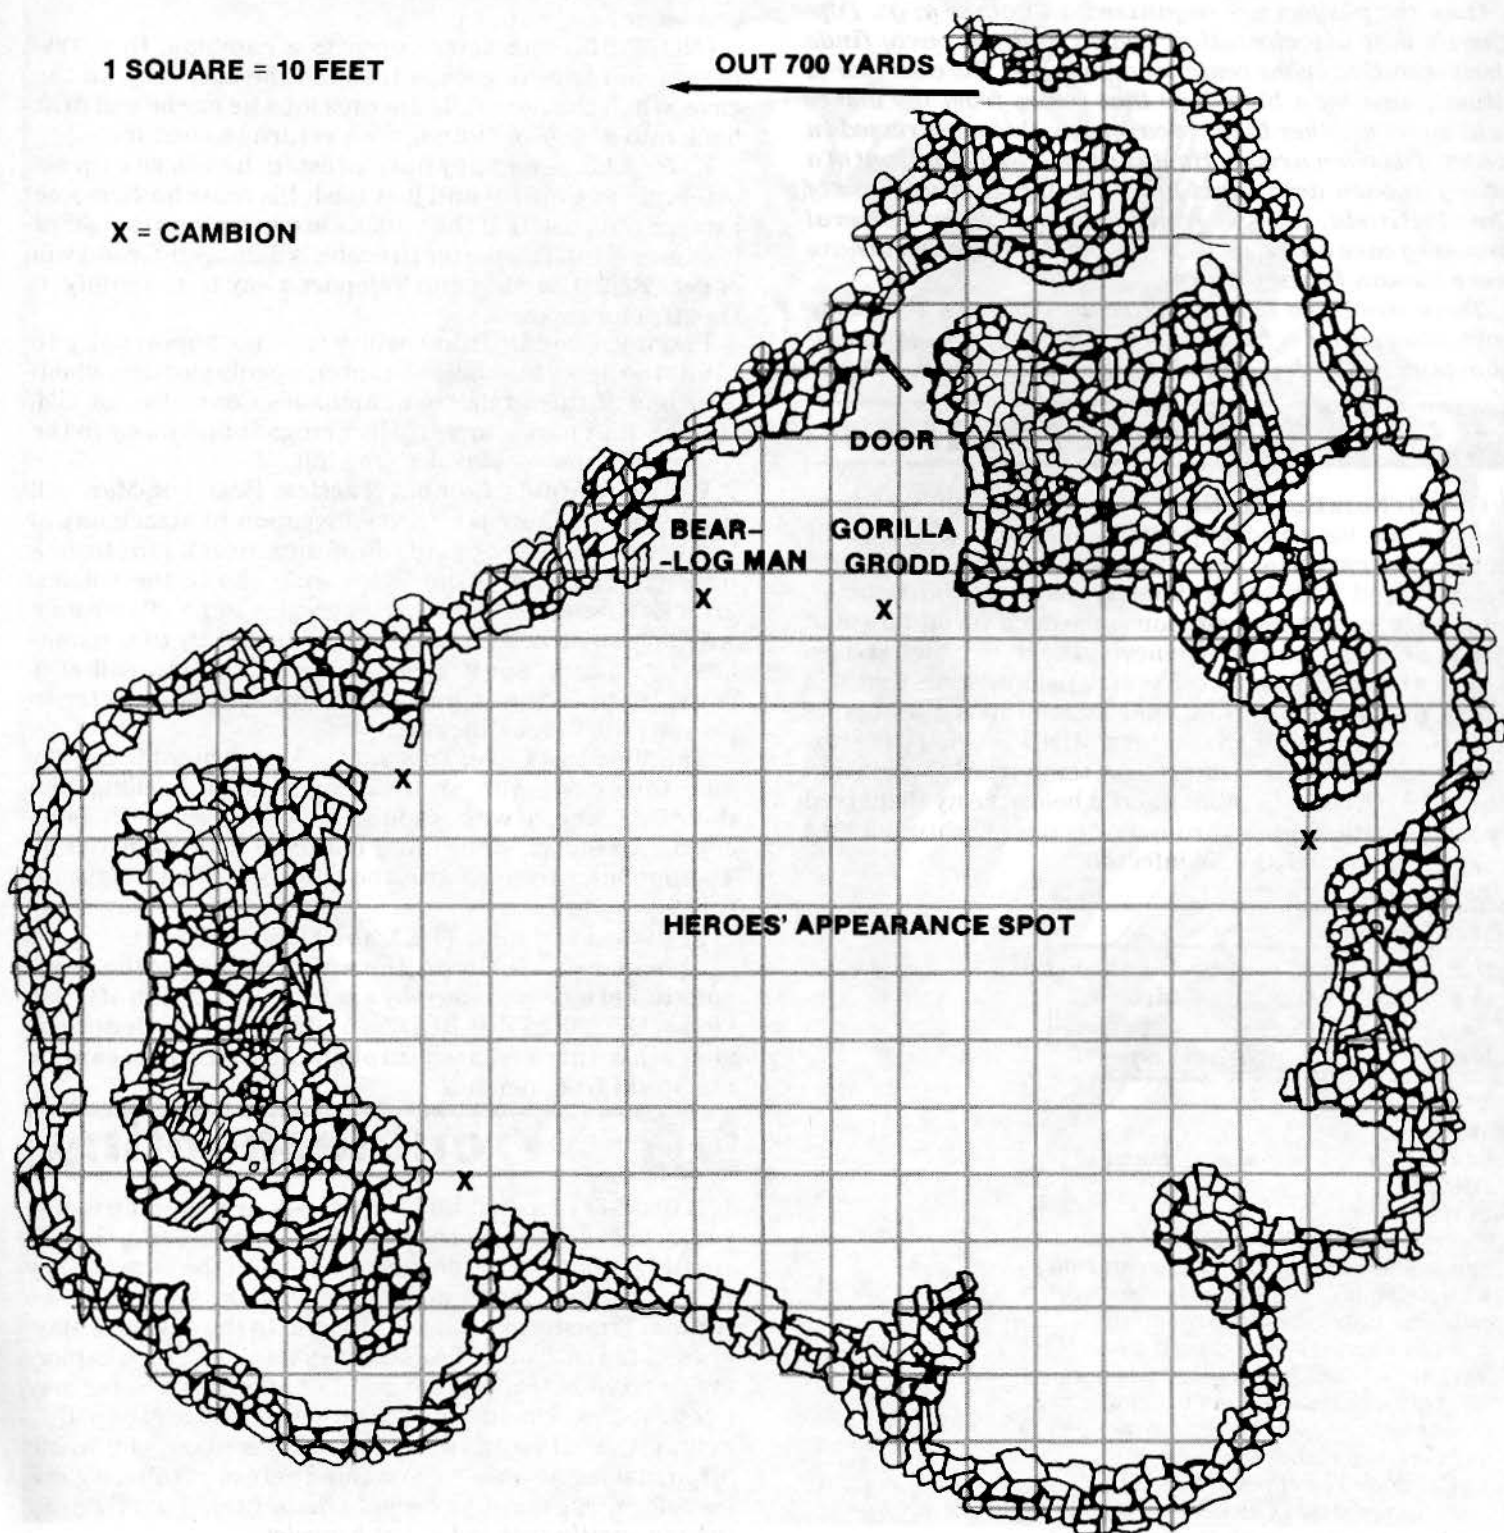 1 SQUARE = 10 FEET
OUT 700 YARDS
X = CAMBION
DOOR
BEAR-
-LOG MAN
X
GORILLA
GRODD
X
X
X
HEROES' APPEARANCE SPOT
X